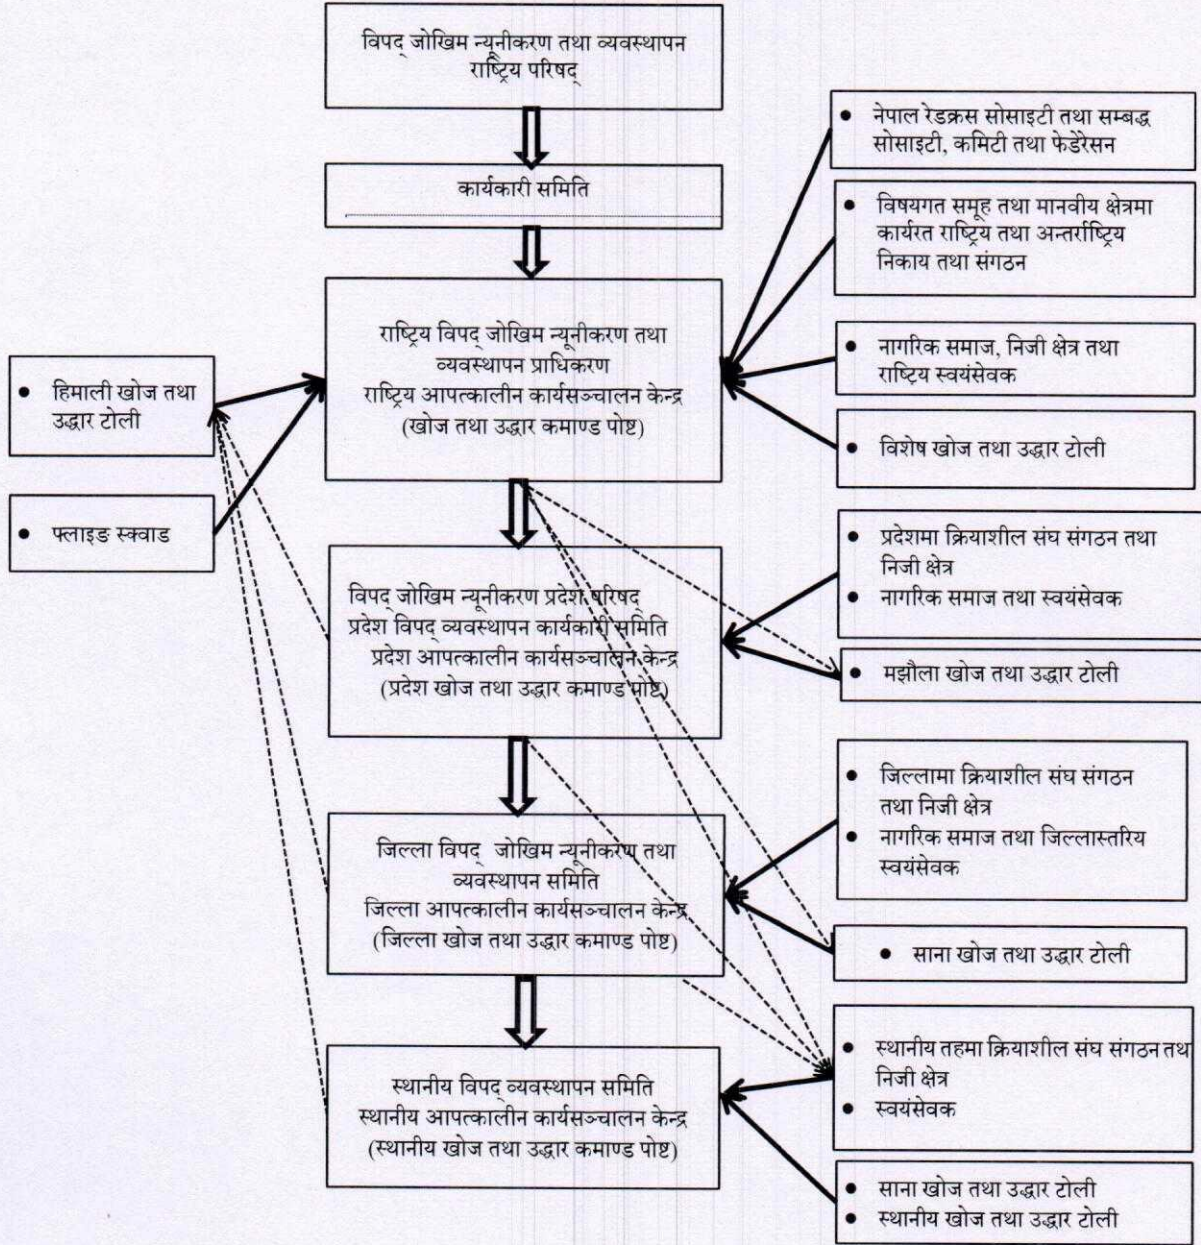 विपद् जोखिम न्यूनीकरण तथा व्यवस्थापन
राष्ट्रिय परिषद्
कार्यकारी समिति
राष्ट्रिय विपद् जोखिम न्यूनीकरण तथा
व्यवस्थापन प्राधिकरण
राष्ट्रिय आपत्कालीन कार्यसञ्चालन केन्द्र
(खोज तथा उद्धार कमाण्ड पोष्ट)
विपद् जोखिम न्यूनीकरण प्रदेश परिषद्
प्रदेश विपद् व्यवस्थापन कार्यकारी समिति
प्रदेश आपत्कालीन कार्यसञ्चालन केन्द्र
(प्रदेश खोज तथा उद्धार कमाण्ड पोष्ट)
जिल्ला विपद् जोखिम न्यूनीकरण तथा
व्यवस्थापन समिति
जिल्ला आपत्कालीन कार्यसञ्चालन केन्द्र
(जिल्ला खोज तथा उद्धार कमाण्ड पोष्ट)
स्थानीय विपद् व्यवस्थापन समिति
स्थानीय आपत्कालीन कार्यसञ्चालन केन्द्र
(स्थानीय खोज तथा उद्धार कमाण्ड पोष्ट)
• हिमाली खोज तथा
उद्धार टोली
• फ्लाइङ स्क्वाड
• नेपाल रेडक्रस सोसाइटी तथा सम्बद्ध
सोसाइटी, कमिटी तथा फेडेरेसन
• विषयगत समूह तथा मानवीय क्षेत्रमा
कार्यरत राष्ट्रिय तथा अन्तर्राष्ट्रिय
निकाय तथा संगठन
• नागरिक समाज, निजी क्षेत्र तथा
राष्ट्रिय स्वयंसेवक
• विशेष खोज तथा उद्धार टोली
• प्रदेशमा क्रियाशील संघ संगठन तथा
निजी क्षेत्र
• नागरिक समाज तथा स्वयंसेवक
• मझौला खोज तथा उद्धार टोली
• जिल्लामा क्रियाशील संघ संगठन
तथा निजी क्षेत्र
• नागरिक समाज तथा जिल्लास्तरिय
स्वयंसेवक
• साना खोज तथा उद्धार टोली
• स्थानीय तहमा क्रियाशील संघ संगठन तथ
निजी क्षेत्र
• स्वयंसेवक
• साना खोज तथा उद्धार टोली
• स्थानीय खोज तथा उद्धार टोली